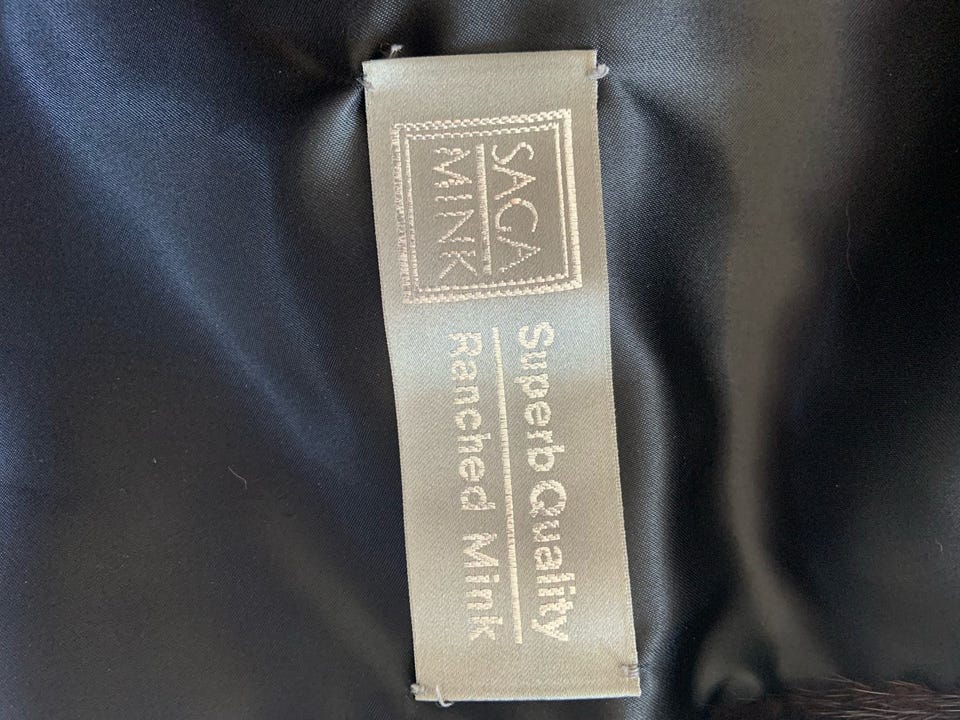 SAGA
MINK
Superb Quality
Ranched Mink